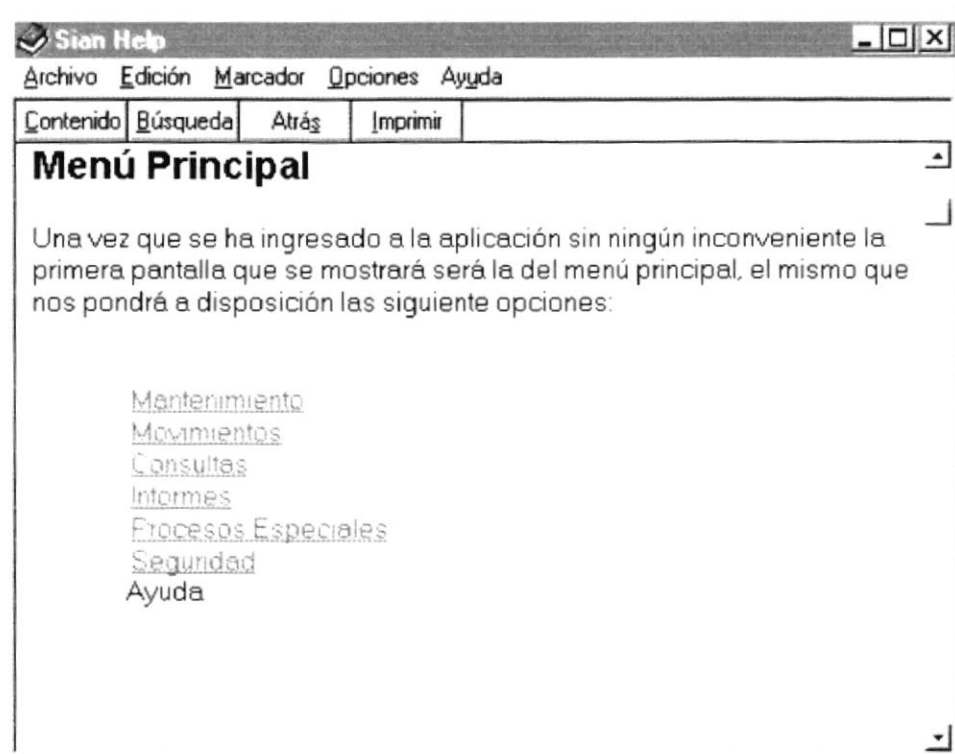 Sian Help
Archivo Edición Marcador Opciones Ayuda
Contenido Búsqueda Atrás Imprimir
Menú Principal
Una vez que se ha ingresado a la aplicación sin ningún inconveniente la
primera pantalla que se mostrará será la del menú principal, el mismo que
nos pondrá a disposición las siguiente opciones:
Mantenimiento
Movimientos
Consultas
Informes
Procesos Especiales
Seguridad
Ayuda